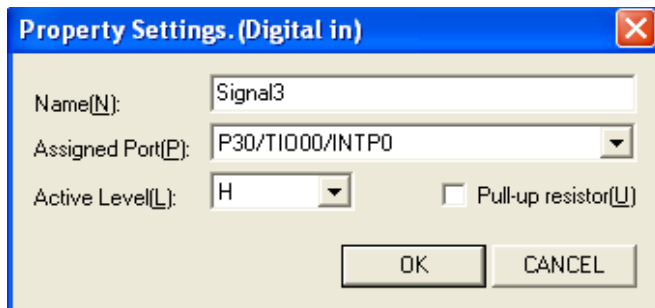 Property Settings.(Digital in)
Name(N): Signal3
Assigned Port(P): P30/TIO00/INTP0
Active Level(L): H Pull-up resistor(U)
OK CANCEL